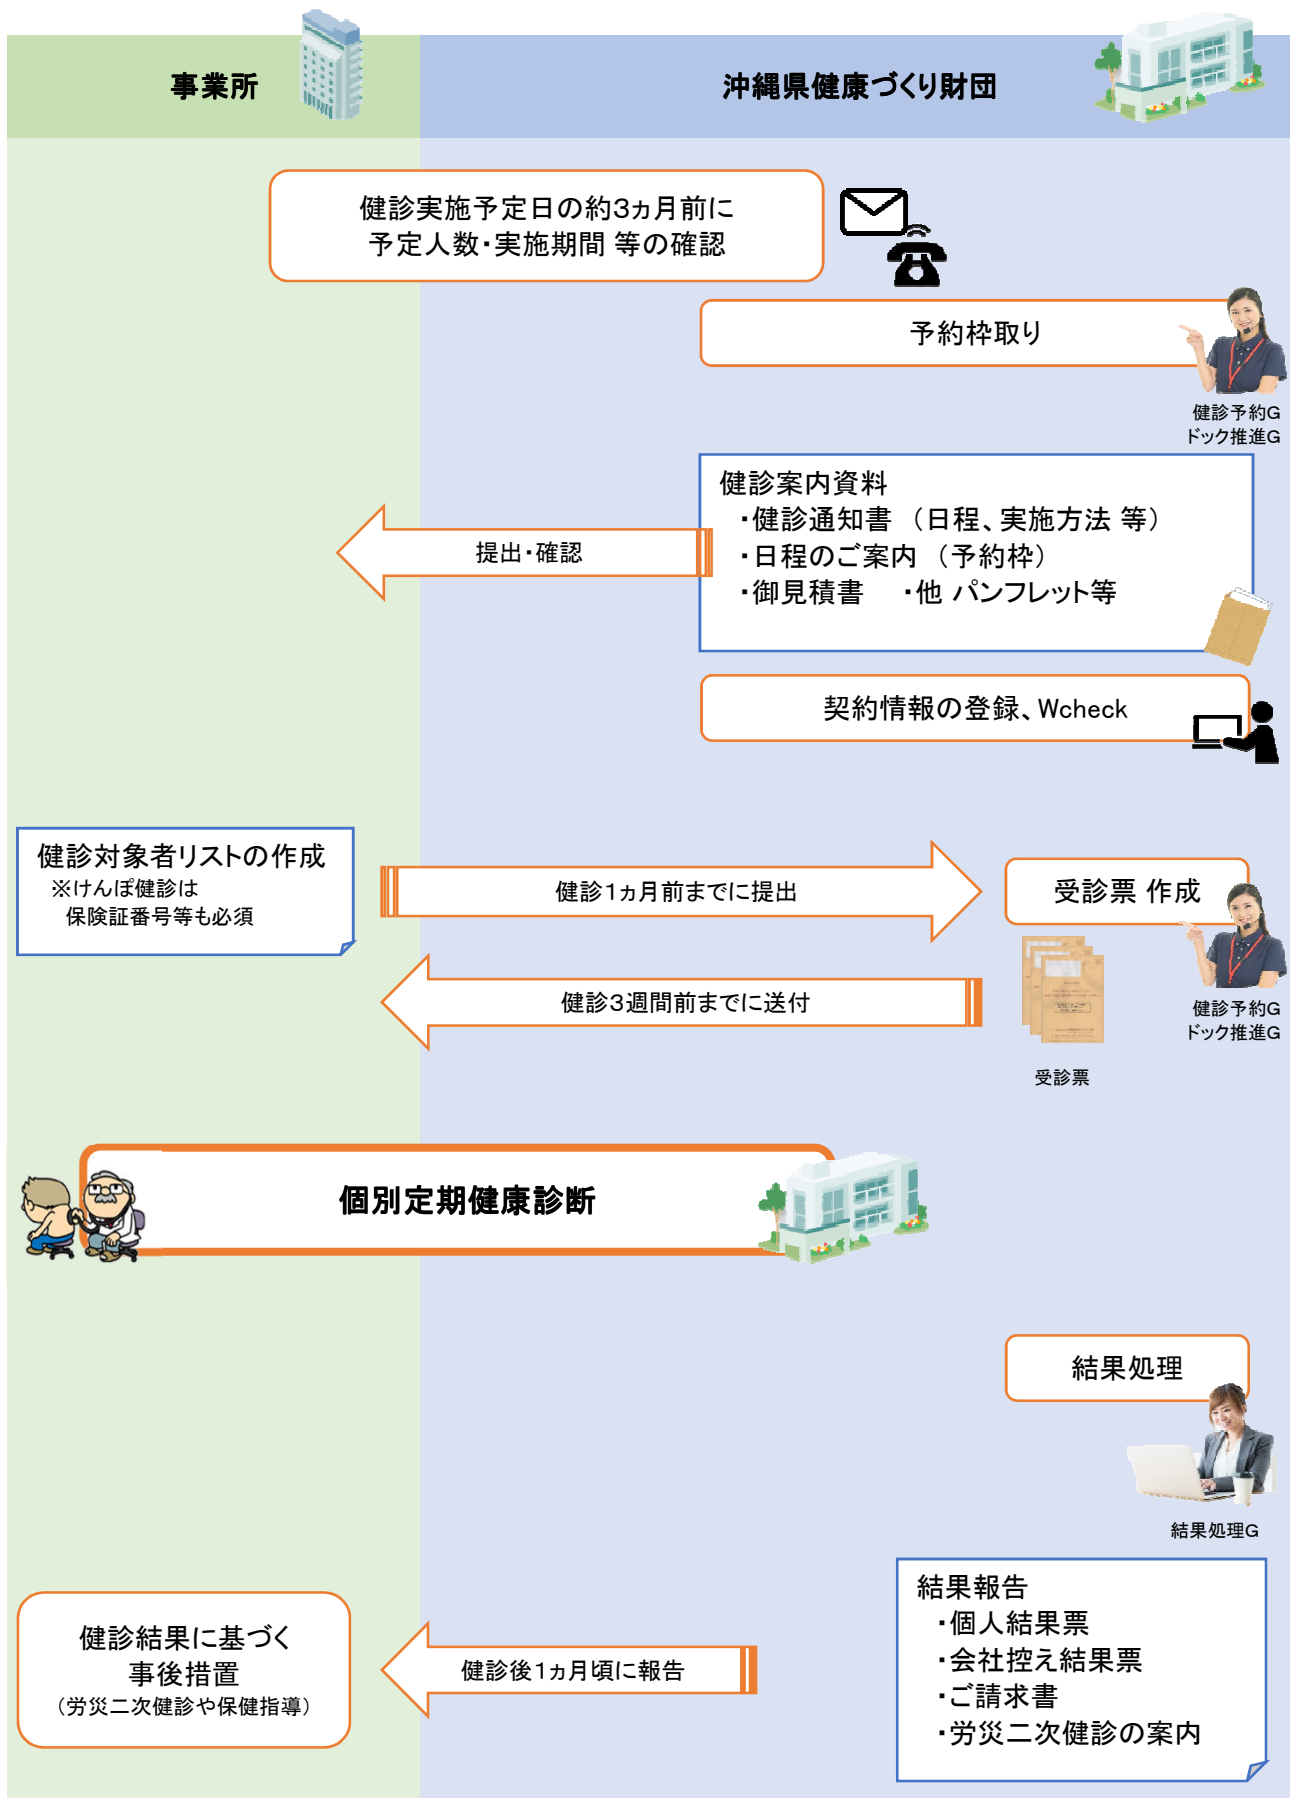 事業所
沖縄県健康づくり財団
健診実施予定日の約3ヵ月前に
予定人数・実施期間 等の確認
予約枠取り
健診予約G
ドック推進G
健診案内資料
・健診通知書 （日程、実施方法 等）
・日程のご案内 （予約枠）
・御見積書 ・他 パンフレット等
提出・確認
契約情報の登録、Wcheck
健診対象者リストの作成
※けんぽ健診は
保険証番号等も必須
健診1ヵ月前までに提出
受診票 作成
健診3週間前までに送付
健診予約G
ドック推進G
受診票
個別定期健康診断
結果処理
結果処理G
結果報告
・個人結果票
・会社控え結果票
・ご請求書
・労災二次健診の案内
健診後1ヵ月頃に報告
健診結果に基づく
事後措置
（労災二次健診や保健指導）